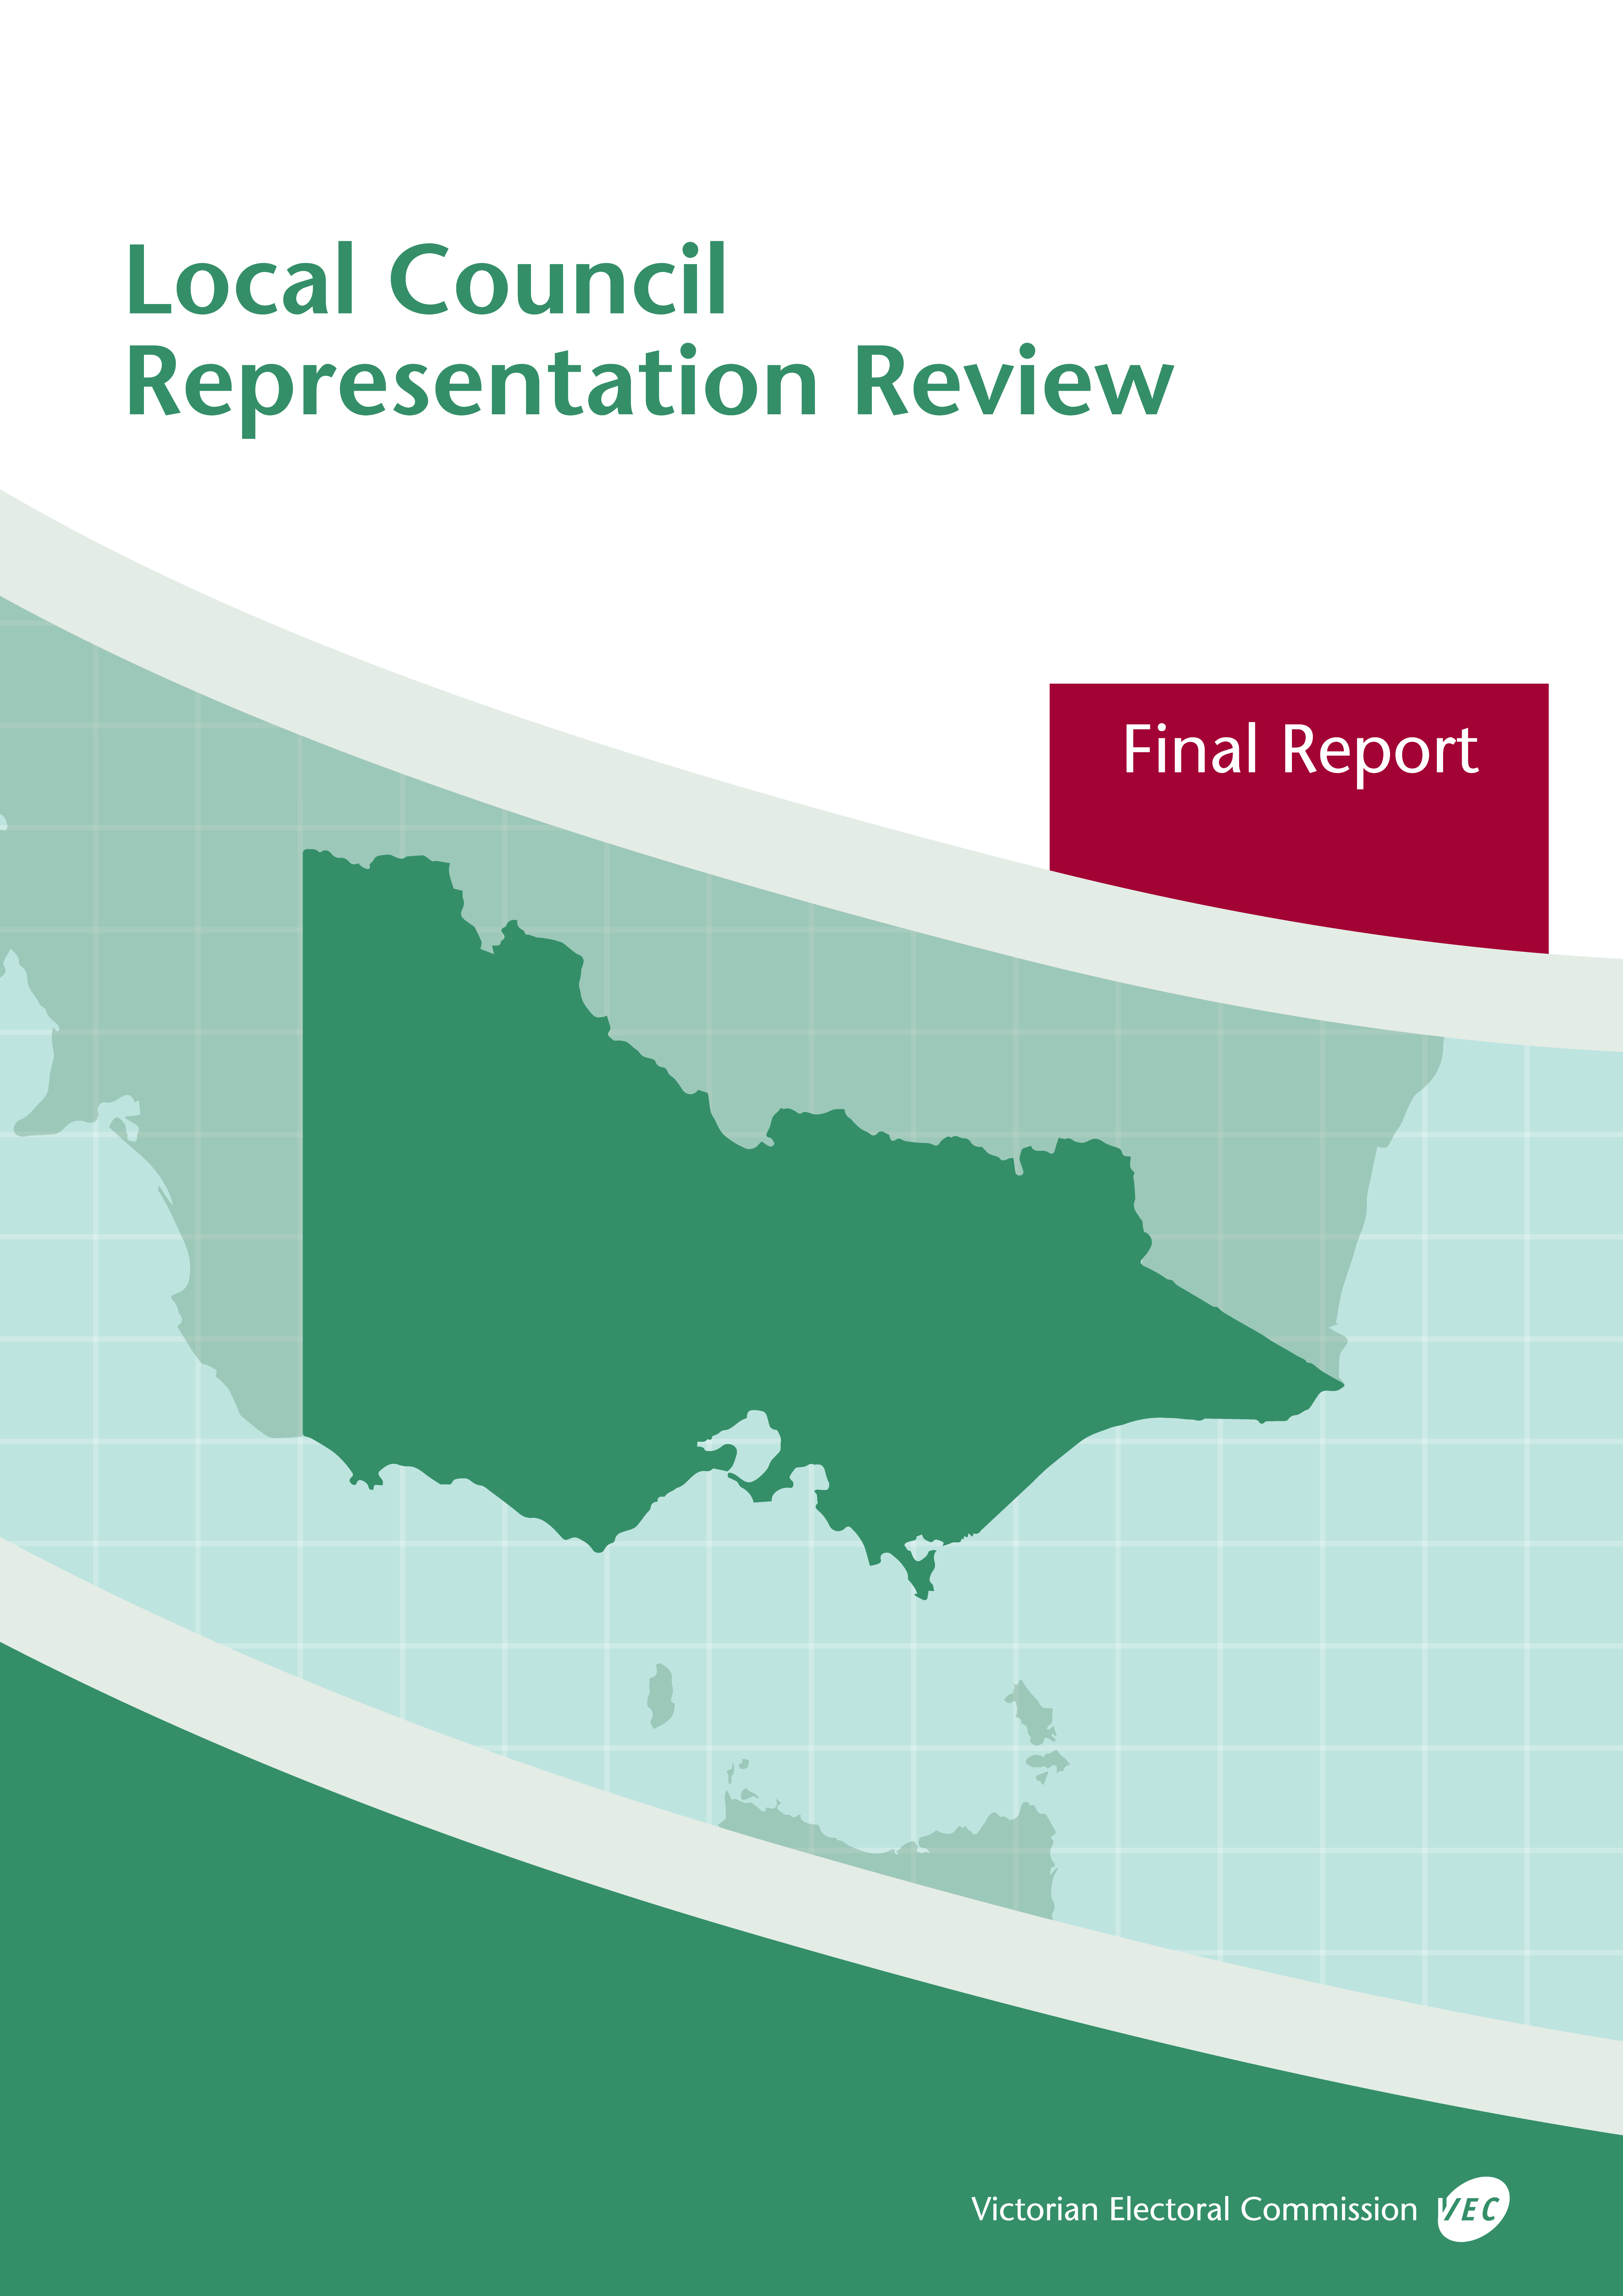 Local Council
Representation Review
Final Report
Victorian Electoral Commission VEC